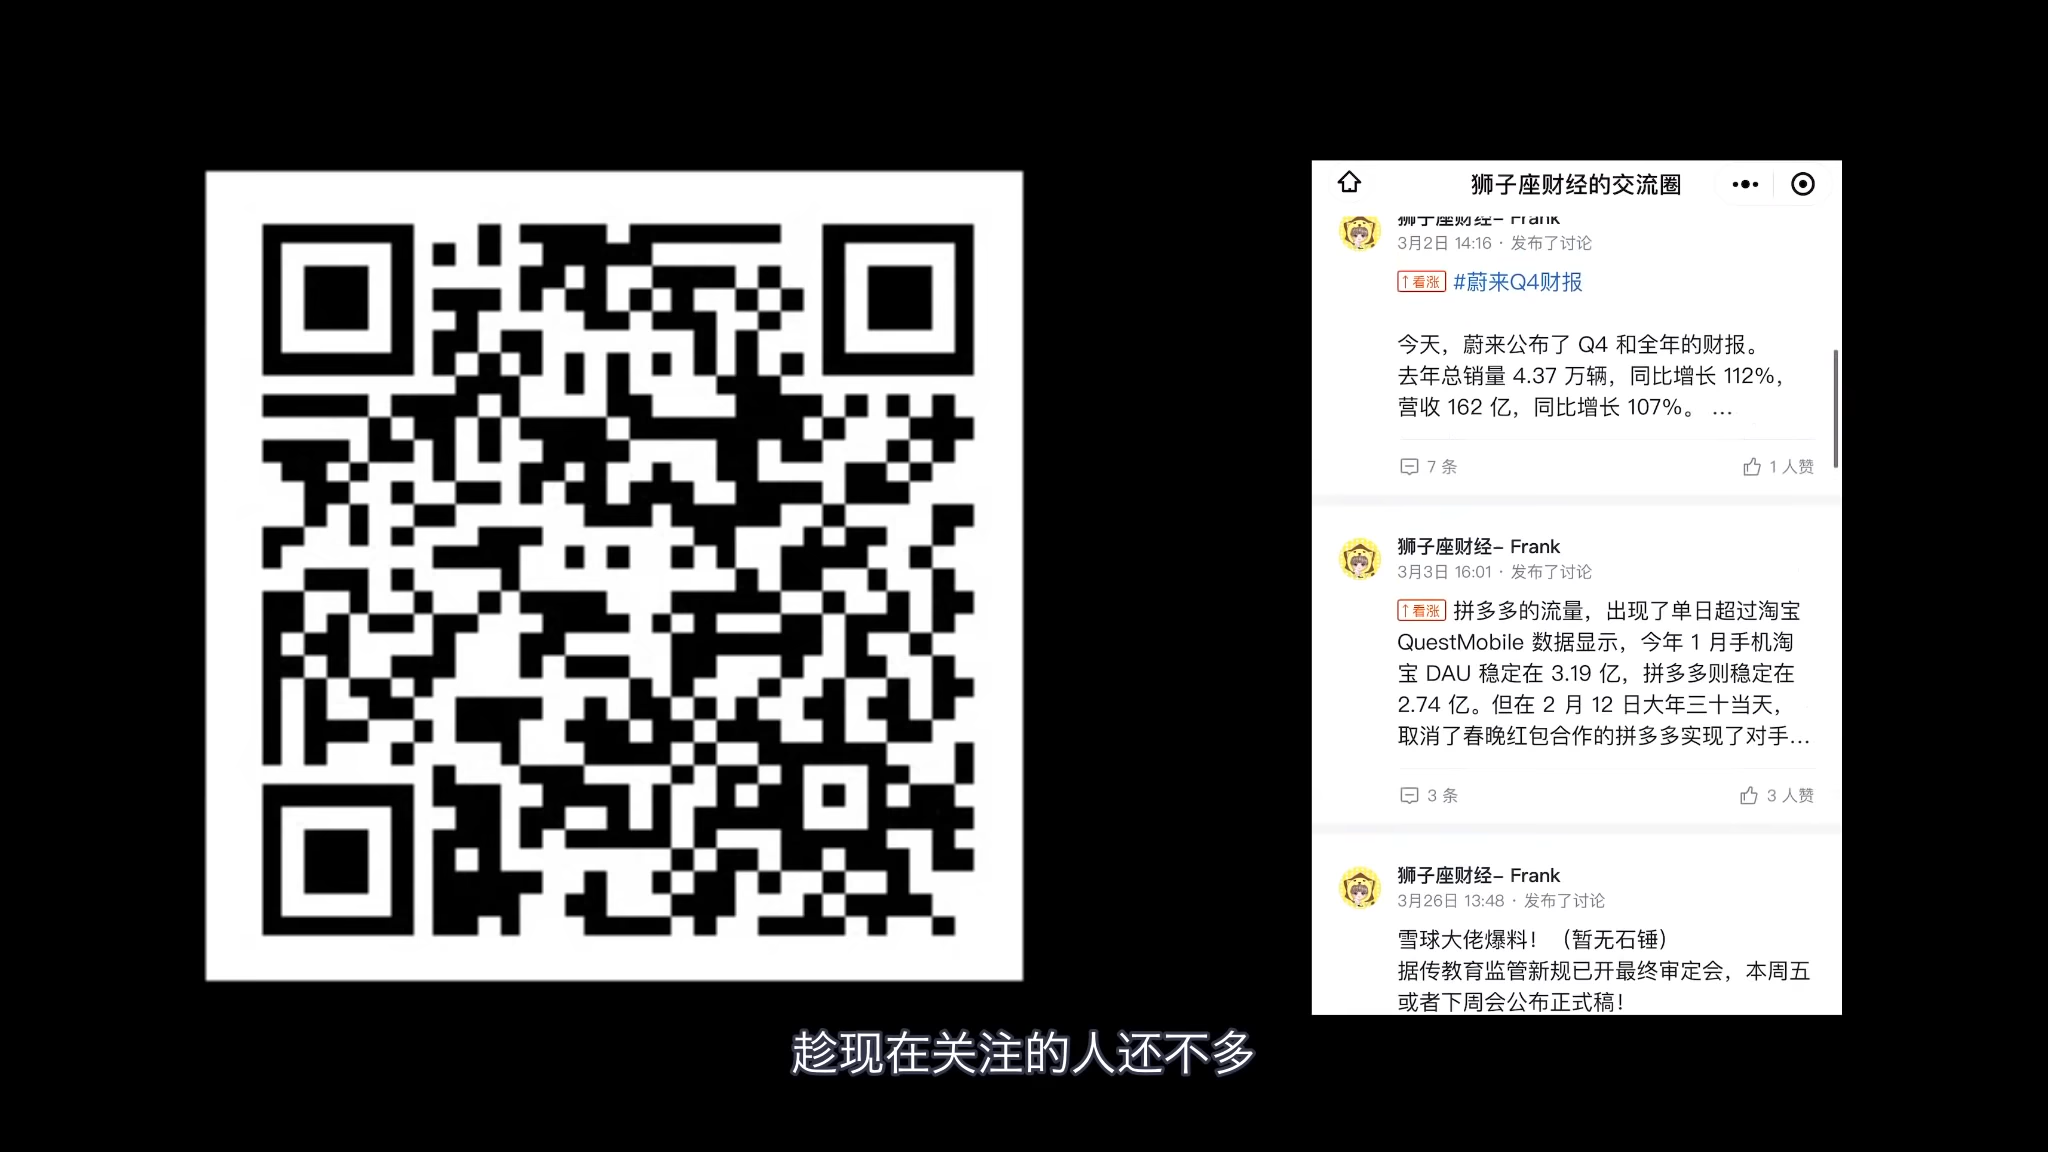 狮子座财经的交流圈
狮子座财经- Frank
3月2日 14:16 · 发布了讨论
↑看涨 #蔚来Q4财报
今天，蔚来公布了 Q4 和全年的财报。
去年总销量 4.37 万辆，同比增长 112%，
营收 162 亿，同比增长 107%。 ...
7 条
1 人赞
狮子座财经- Frank
3月3日 16:01 · 发布了讨论
↑看涨 拼多多的流量，出现了单日超过淘宝
QuestMobile 数据显示，今年 1 月手机淘
宝 DAU 稳定在 3.19 亿，拼多多则稳定在
2.74 亿。但在 2 月 12 日大年三十当天，
取消了春晚红包合作的拼多多实现了对手...
3 条
3 人赞
狮子座财经- Frank
3月26日 13:48 · 发布了讨论
雪球大佬爆料！（暂无石锤）
据传教育监管新规已开最终审定会，本周五
或者下周会公布正式稿！
趁现在关注的人还不多